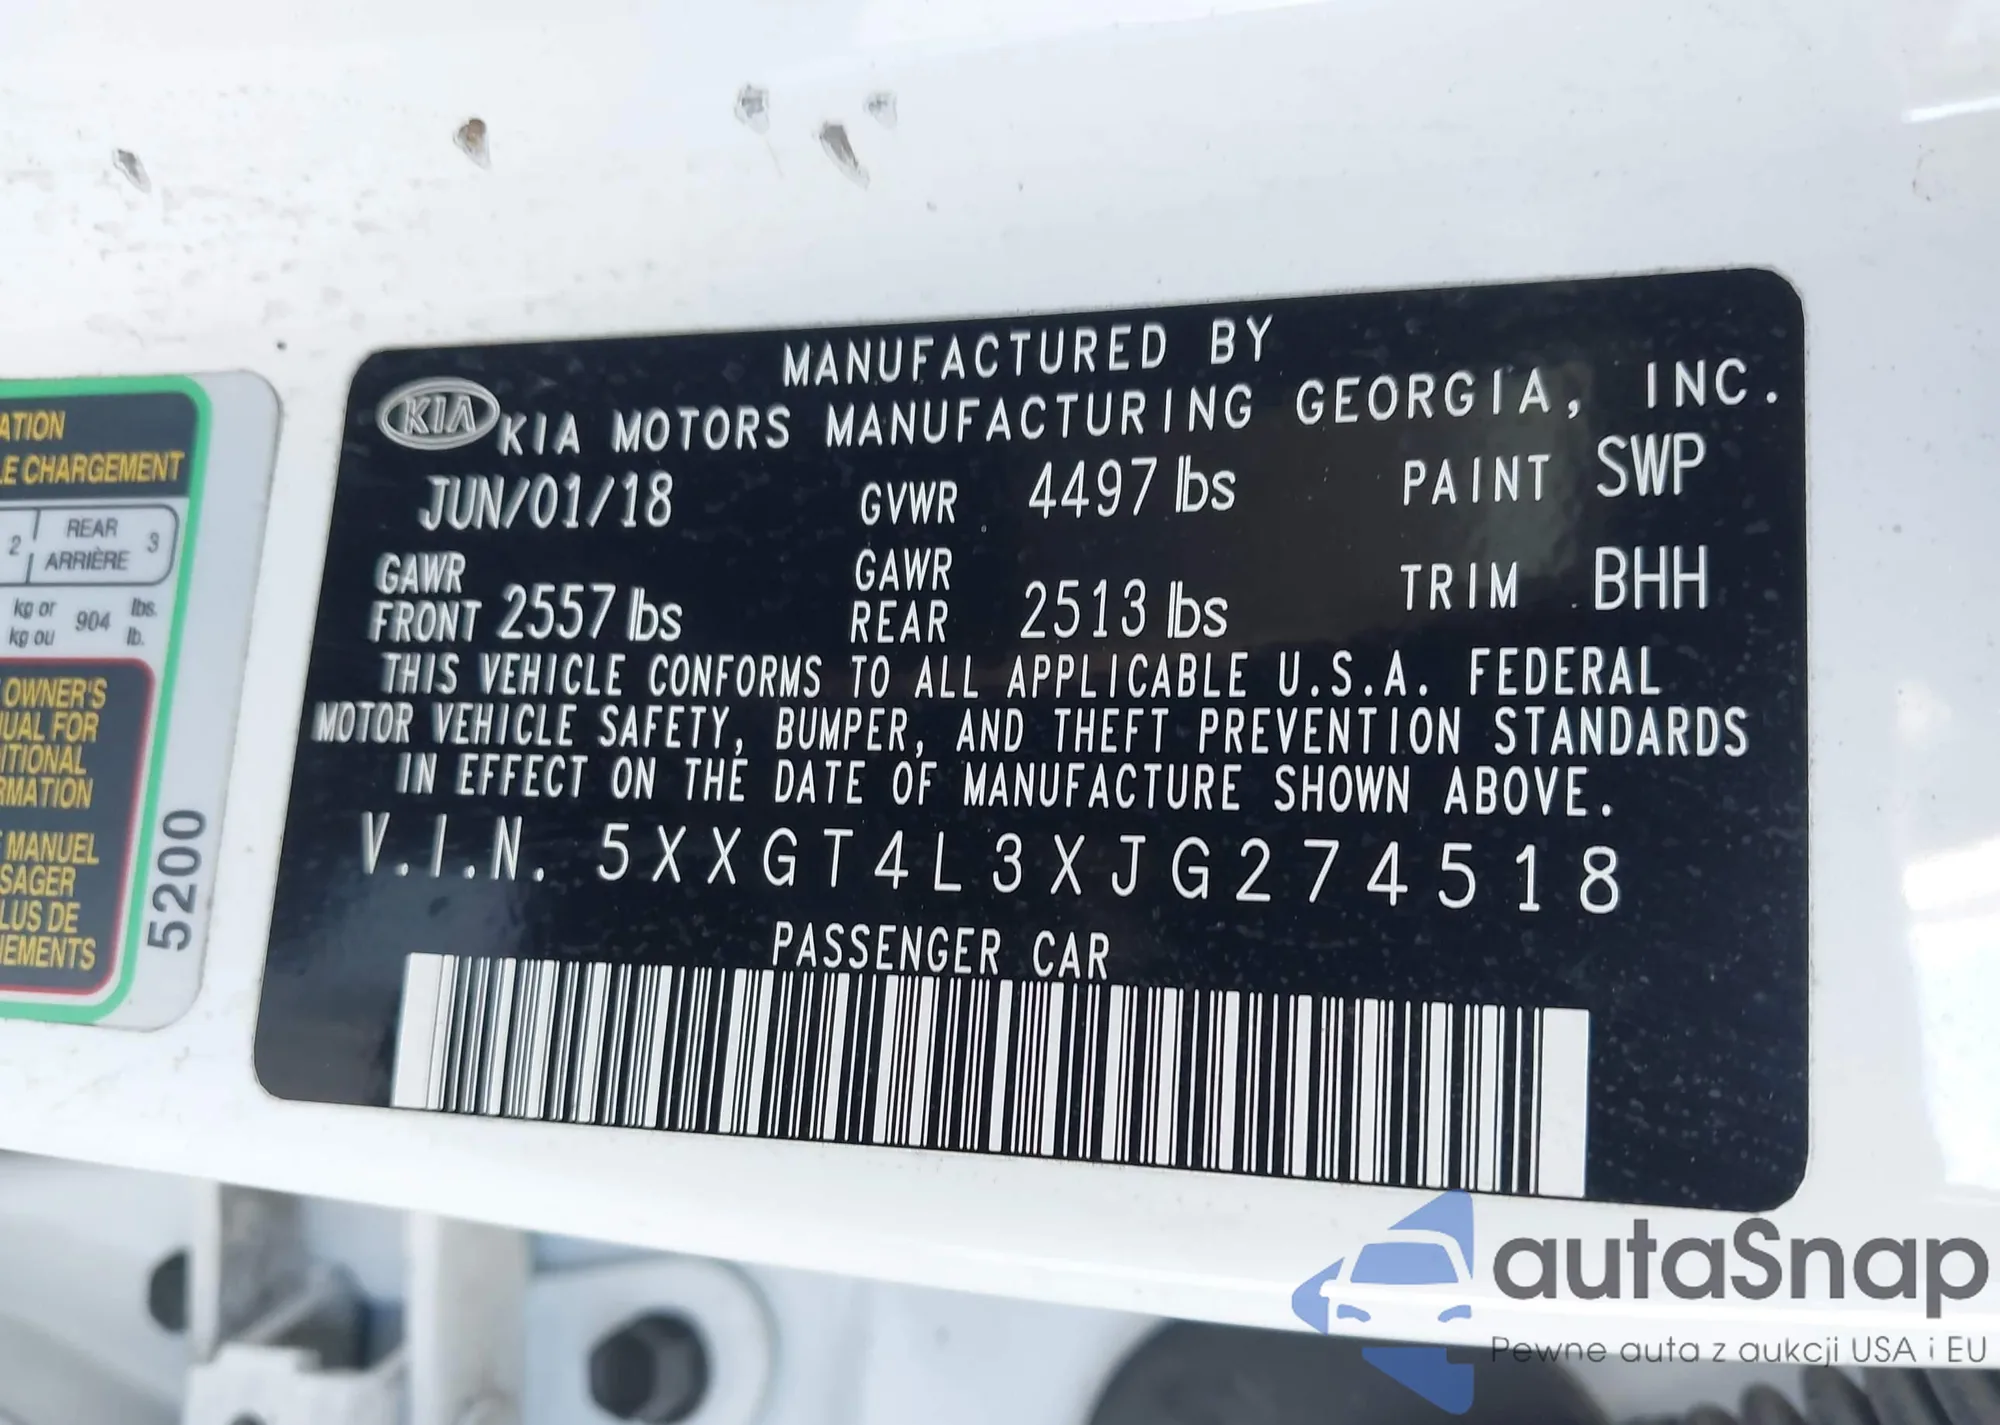 ATION
LE CHARGEMENT
2 REAR 3
ARRIÈRE
kg or 904 lbs.
kg ou lb.
OWNER'S
UAL FOR
ITIONAL
RMATION
MANUEL
SAGER
LUS DE
IEMENTS
5200
MANUFACTURED BY
KIA KIA MOTORS MANUFACTURING GEORGIA, INC.
JUN/01/18 GVWR 4497 lbs PAINT SWP
GAWR FRONT 2557 lbs GAWR REAR 2513 lbs TRIM BHH
THIS VEHICLE CONFORMS TO ALL APPLICABLE U.S.A. FEDERAL
MOTOR VEHICLE SAFETY, BUMPER, AND THEFT PREVENTION STANDARDS
IN EFFECT ON THE DATE OF MANUFACTURE SHOWN ABOVE.
V.I.N. 5XXGT4L3XJG274518
PASSENGER CAR
autaSnap
Pewne auta z aukcji USA i EU